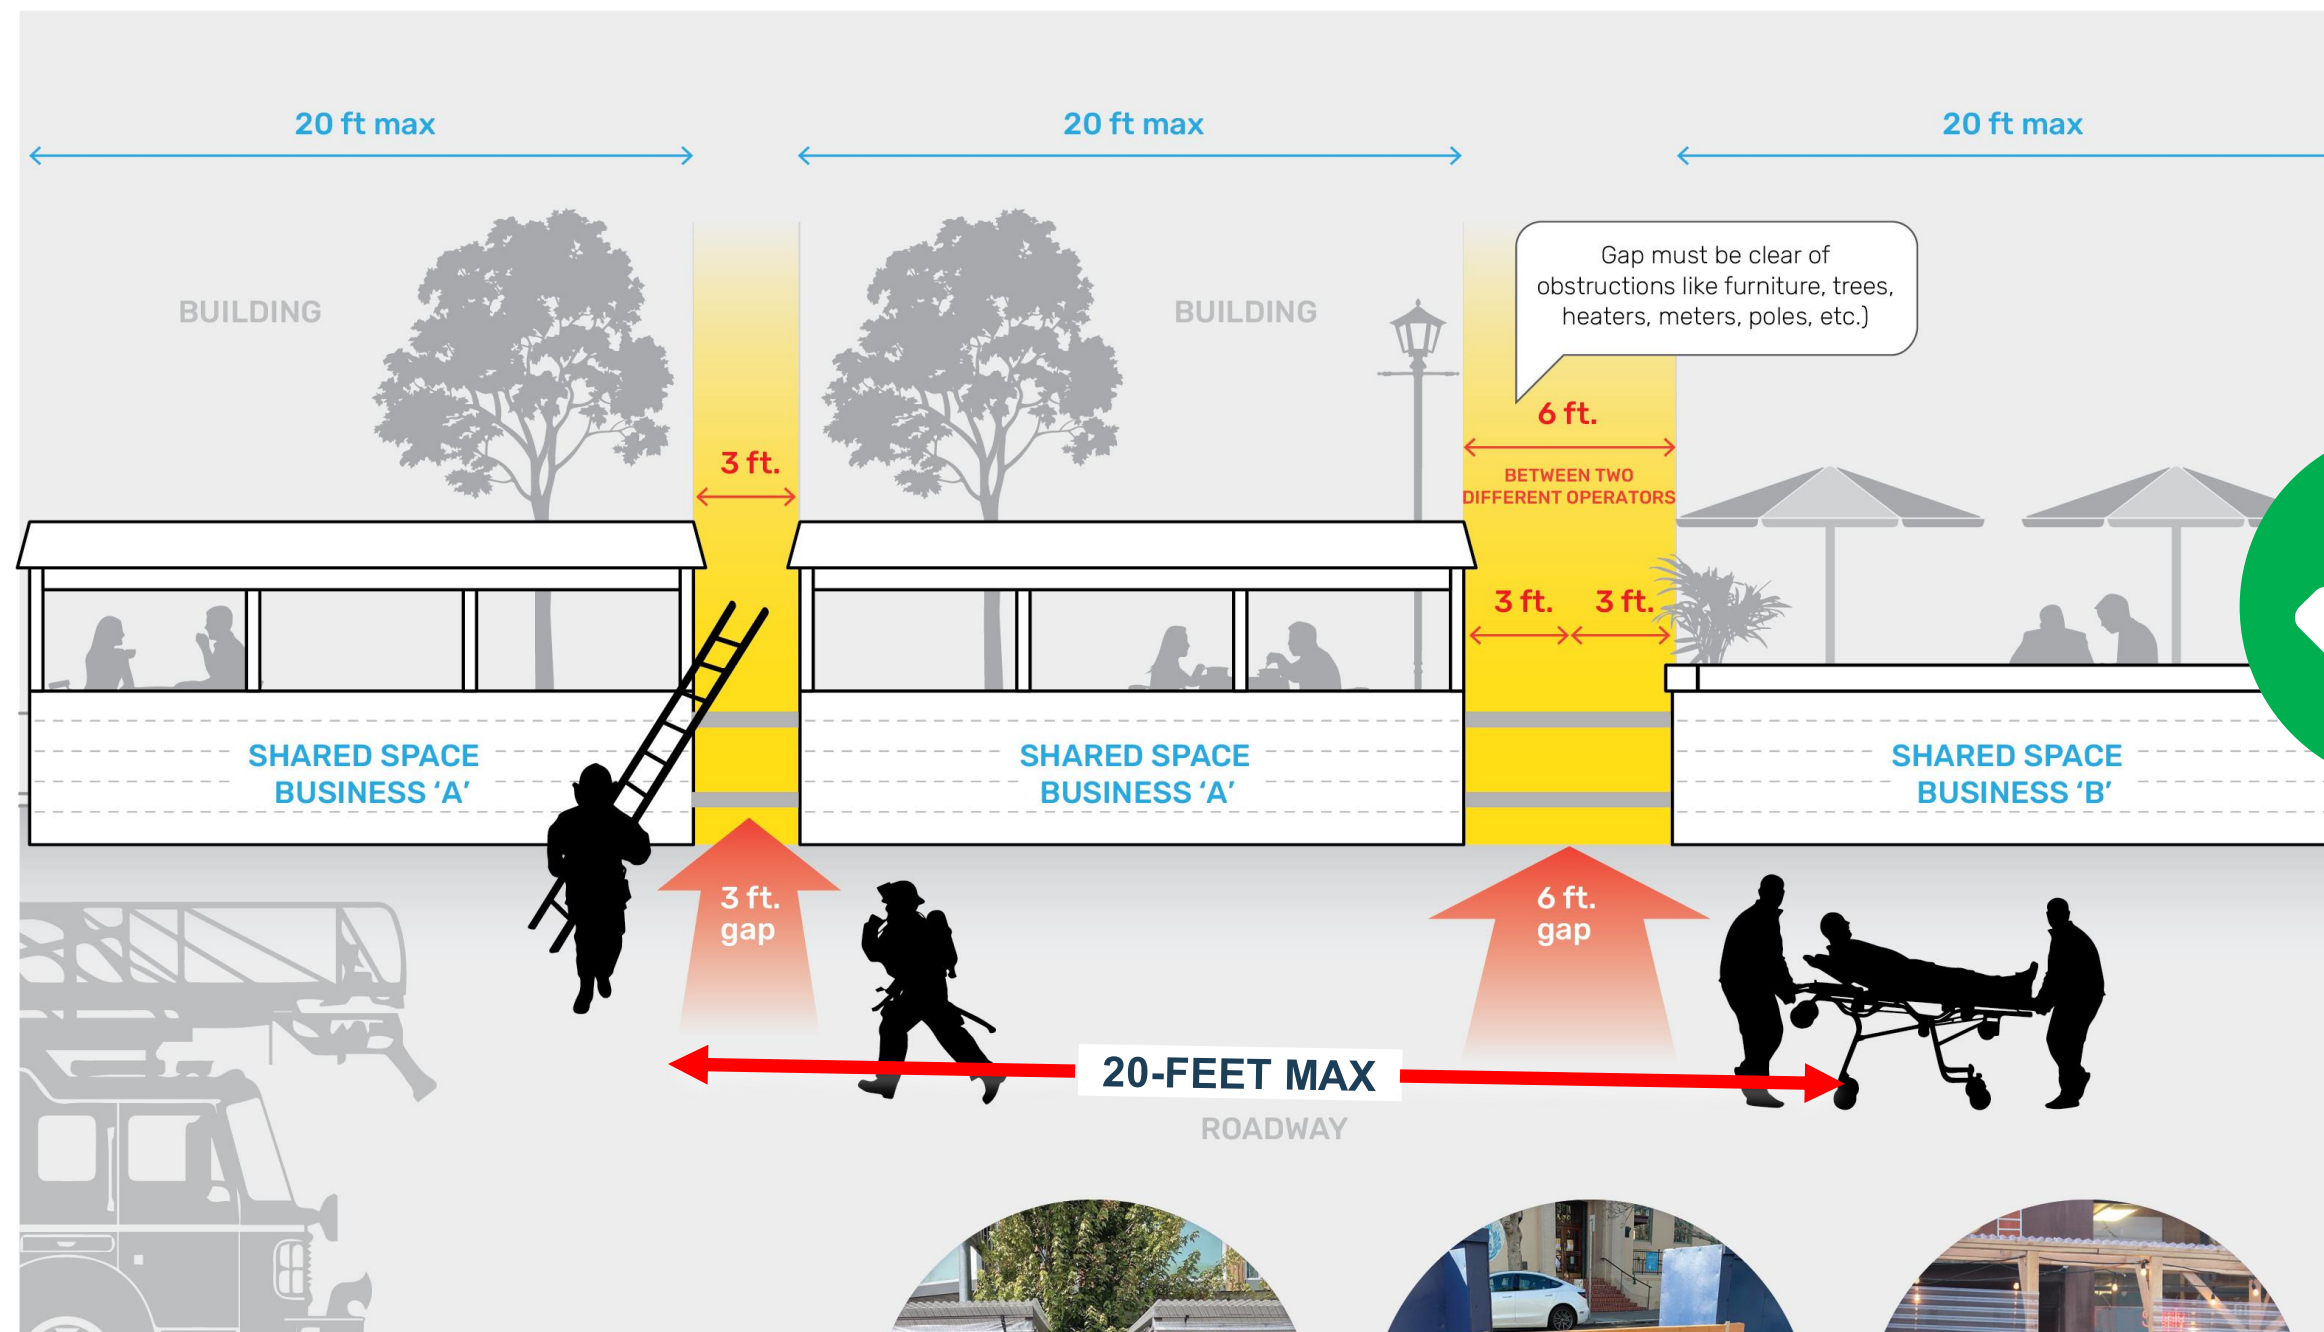 20 ft max
20 ft max
20 ft max
BUILDING
BUILDING
Gap must be clear of
obstructions like furniture, trees,
heaters, meters, poles, etc.)
6 ft.
3 ft.
BETWEEN TWO
DIFFERENT OPERATORS
3 ft.
3 ft.
SHARED SPACE
BUSINESS ‘A’
SHARED SPACE
BUSINESS ‘A’
SHARED SPACE
BUSINESS ‘B’
3 ft.
gap
6 ft.
gap
20-FEET MAX
ROADWAY